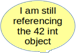 I am still
referencing
the 42 int
object